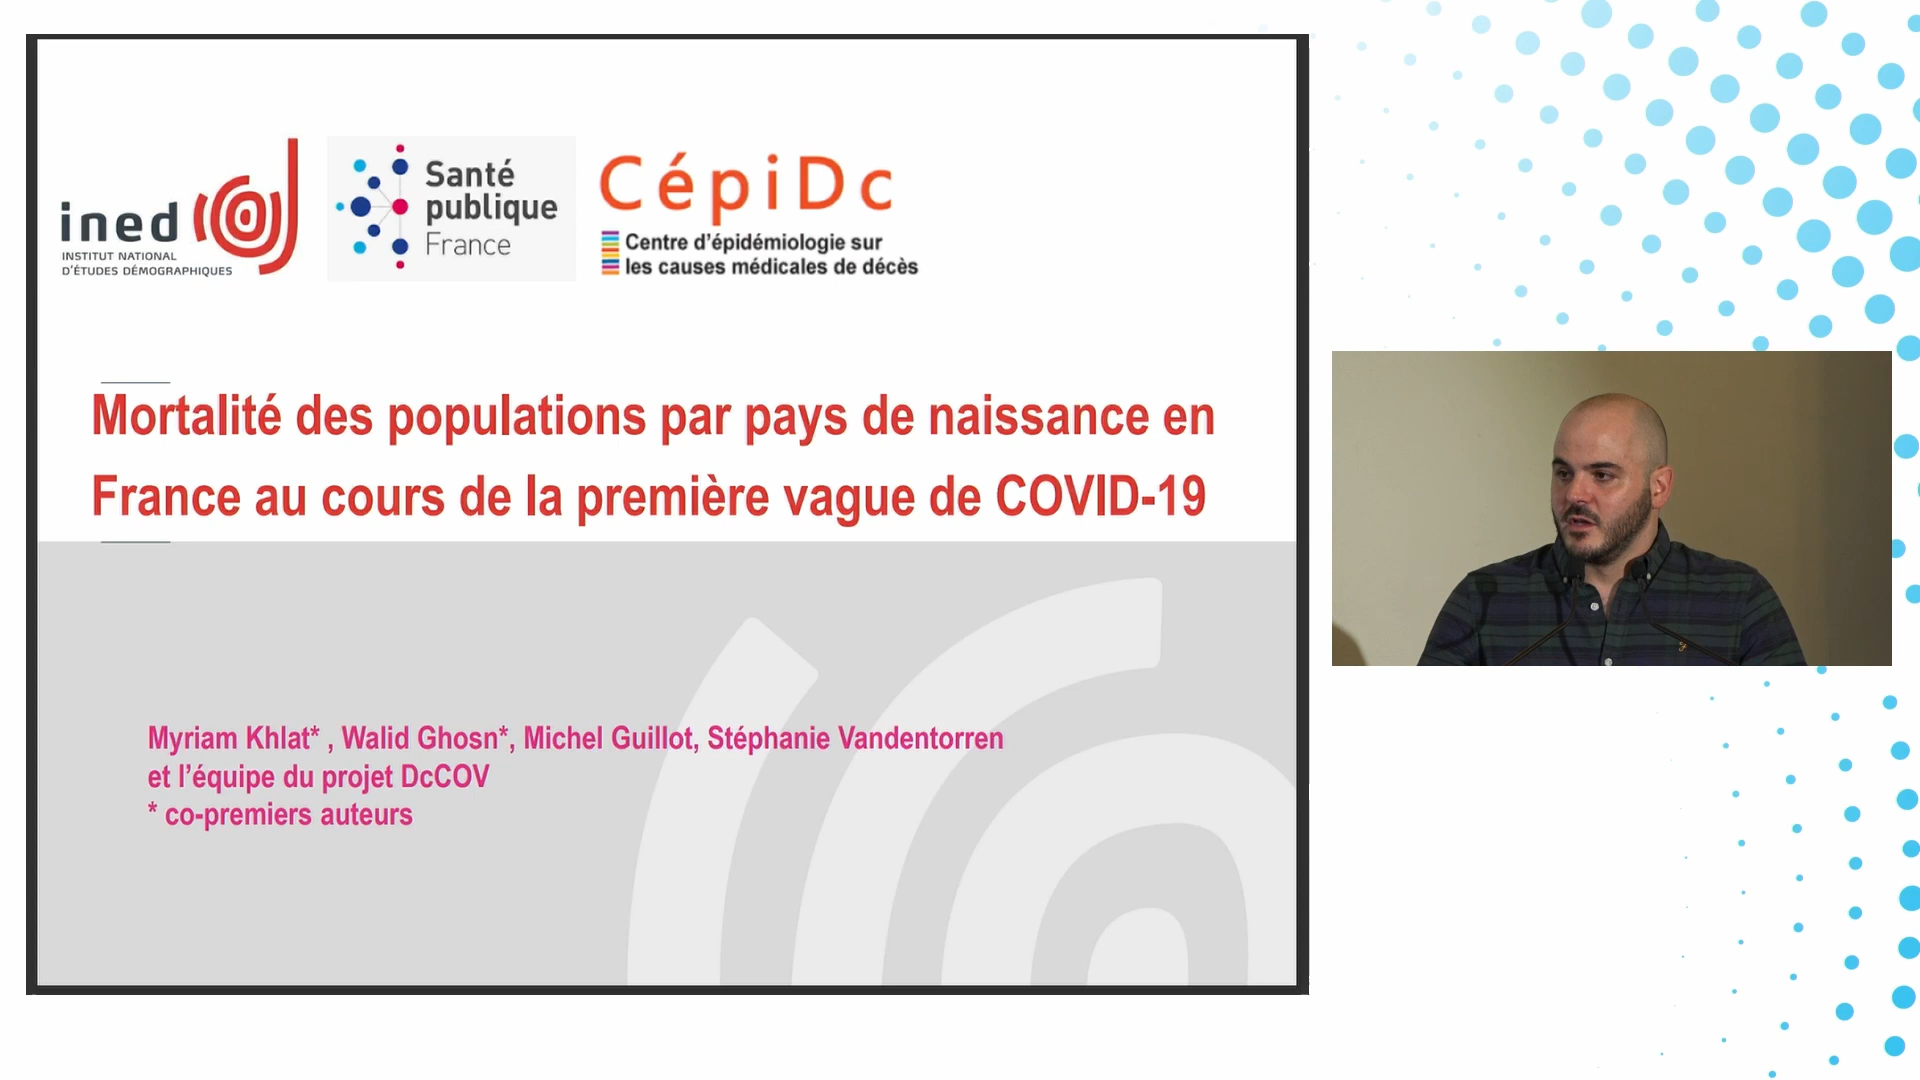 ined
INSTITUT NATIONAL
D'ÉTUDES DÉMOGRAPHIQUES
Santé
publique
France
CépiDc
Centre d'épidémiologie sur
les causes médicales de décès
Mortalité des populations par pays de naissance en
France au cours de la première vague de COVID-19
Myriam Khlat* , Walid Ghosn*, Michel Guillot, Stéphanie Vandentorren
et l'équipe du projet DcCOV
* co-premiers auteurs